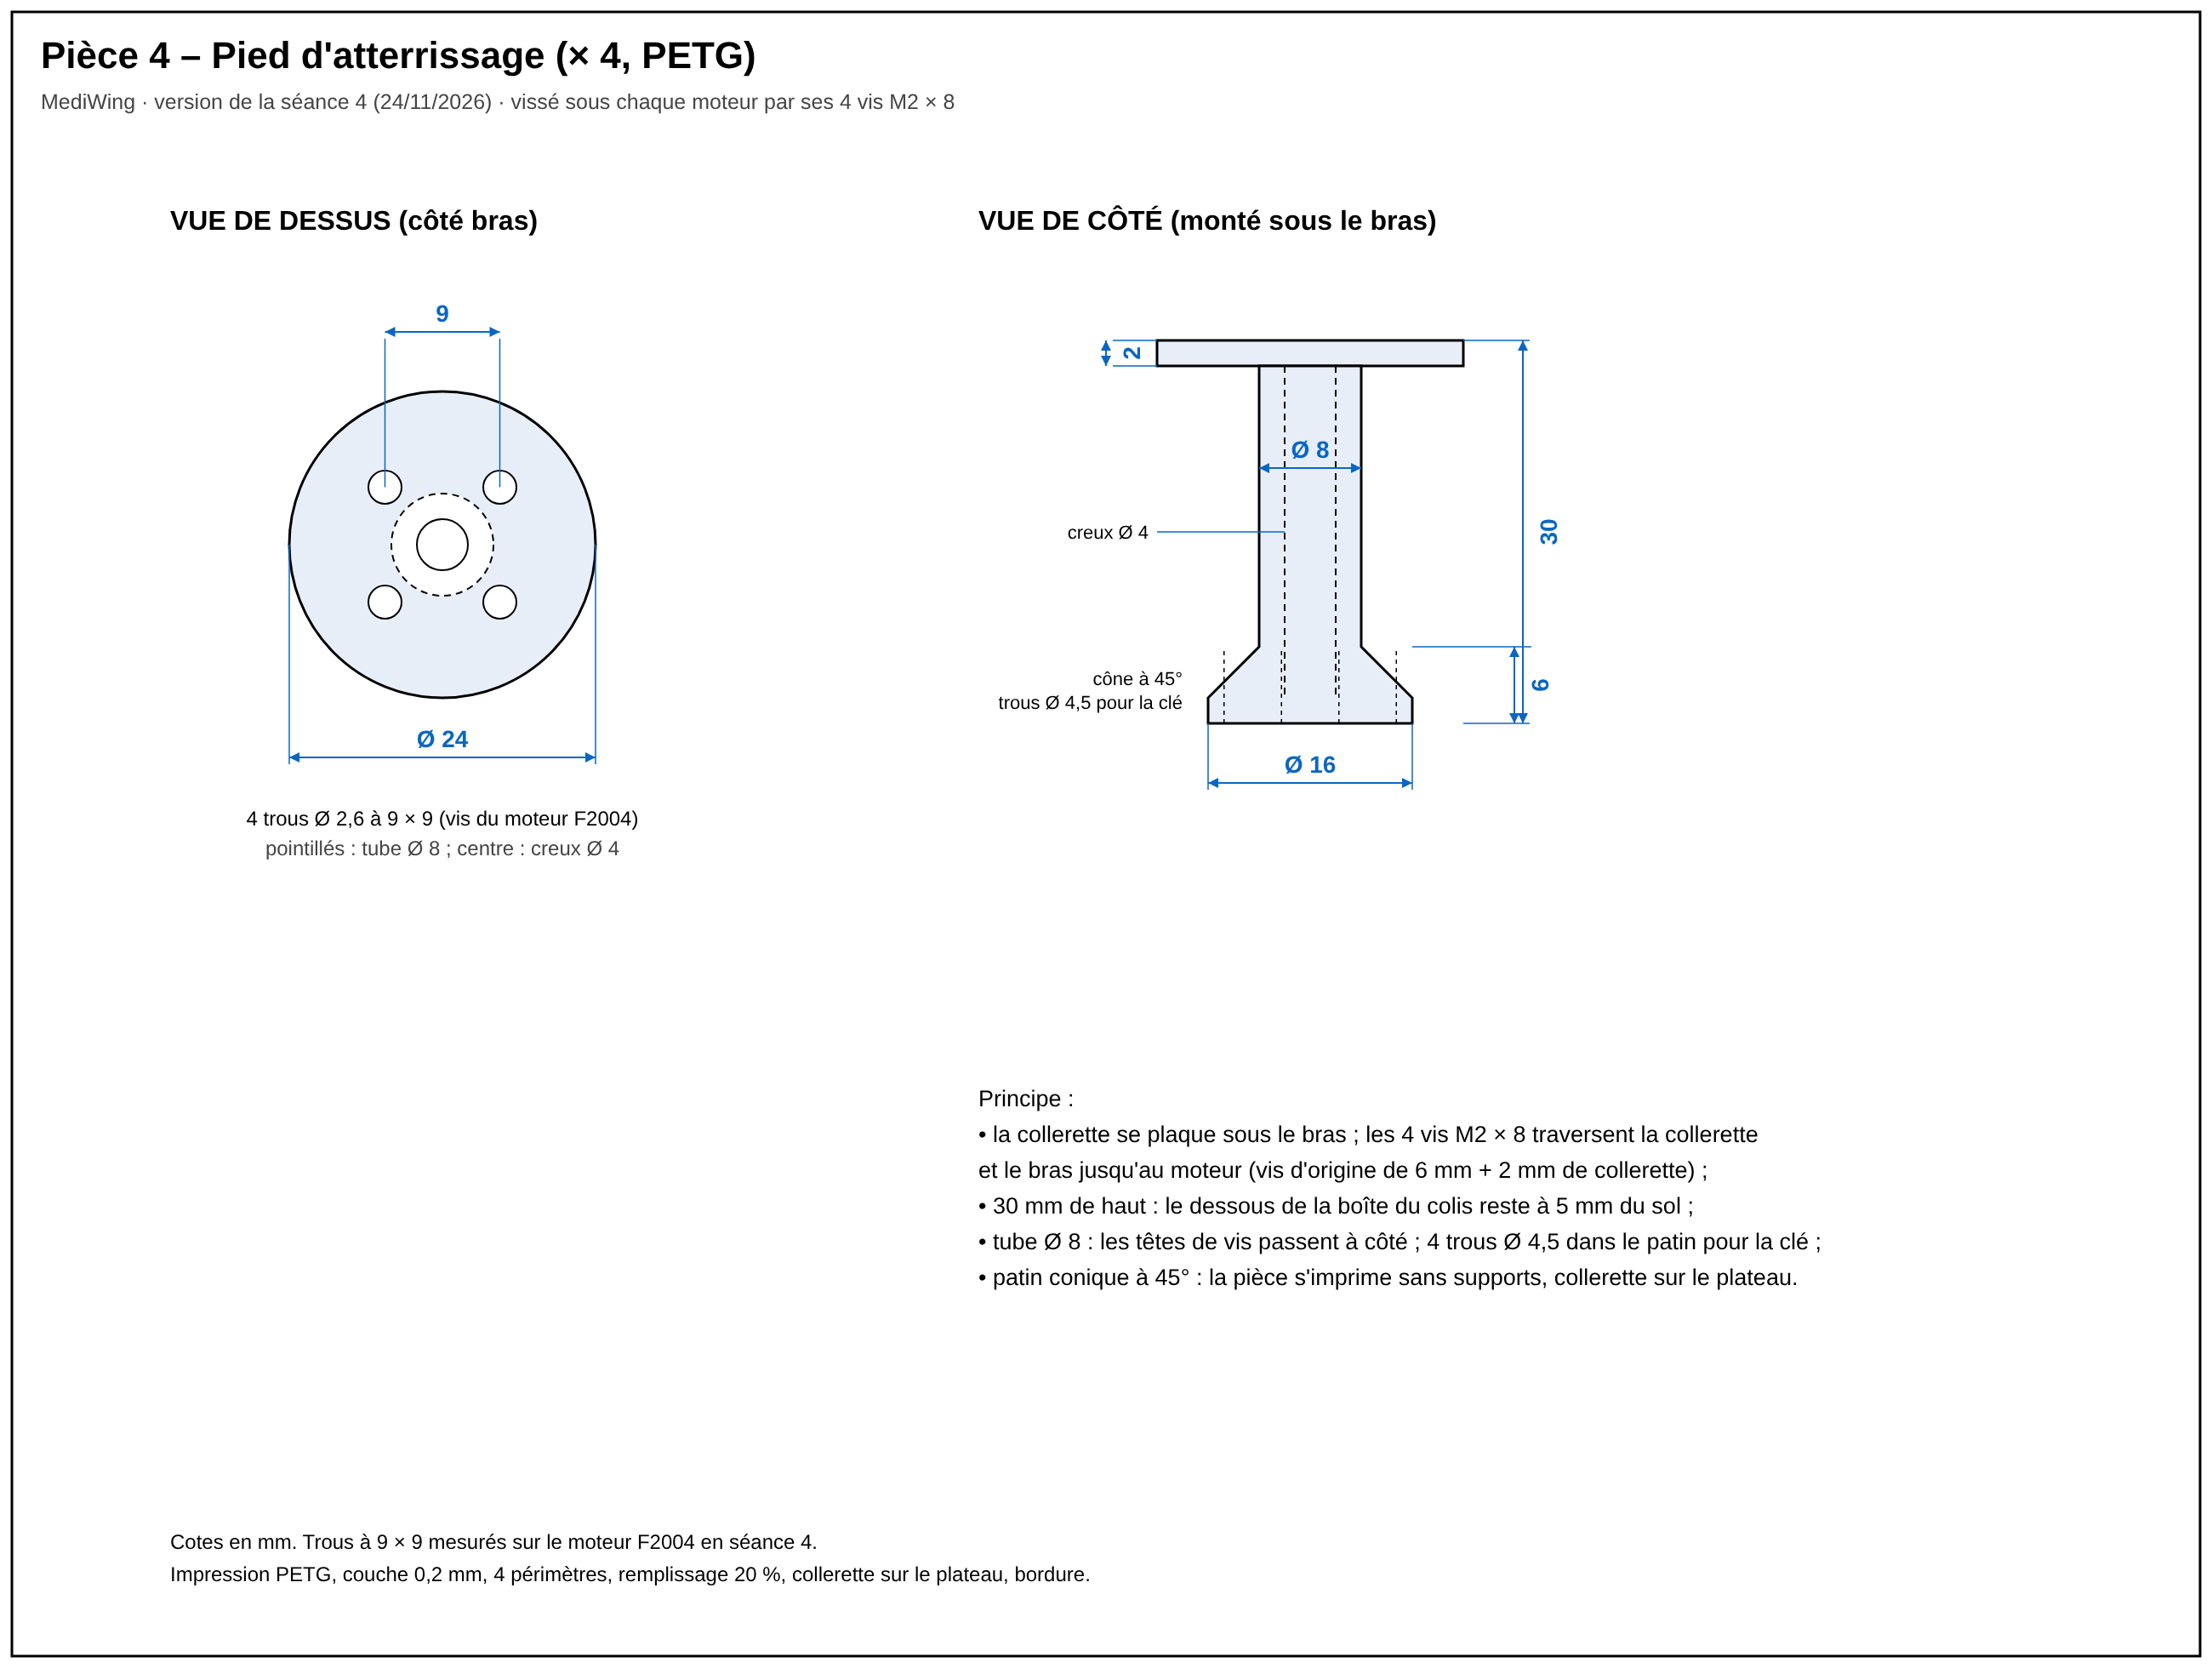 Pièce 4 – Pied d'atterrissage (× 4, PETG)
MediWing · version de la séance 4 (24/11/2026) · vissé sous chaque moteur par ses 4 vis M2 × 8
VUE DE DESSUS (côté bras)
9
Ø 24
4 trous Ø 2,6 à 9 × 9 (vis du moteur F2004)
pointillés : tube Ø 8 ; centre : creux Ø 4
VUE DE CÔTÉ (monté sous le bras)
2
Ø 8
creux Ø 4
30
cône à 45°
trous Ø 4,5 pour la clé
6
Ø 16
Principe :
• la collerette se plaque sous le bras ; les 4 vis M2 × 8 traversent la collerette
et le bras jusqu'au moteur (vis d'origine de 6 mm + 2 mm de collerette) ;
• 30 mm de haut : le dessous de la boîte du colis reste à 5 mm du sol ;
• tube Ø 8 : les têtes de vis passent à côté ; 4 trous Ø 4,5 dans le patin pour la clé ;
• patin conique à 45° : la pièce s'imprime sans supports, collerette sur le plateau.
Cotes en mm. Trous à 9 × 9 mesurés sur le moteur F2004 en séance 4.
Impression PETG, couche 0,2 mm, 4 périmètres, remplissage 20 %, collerette sur le plateau, bordure.